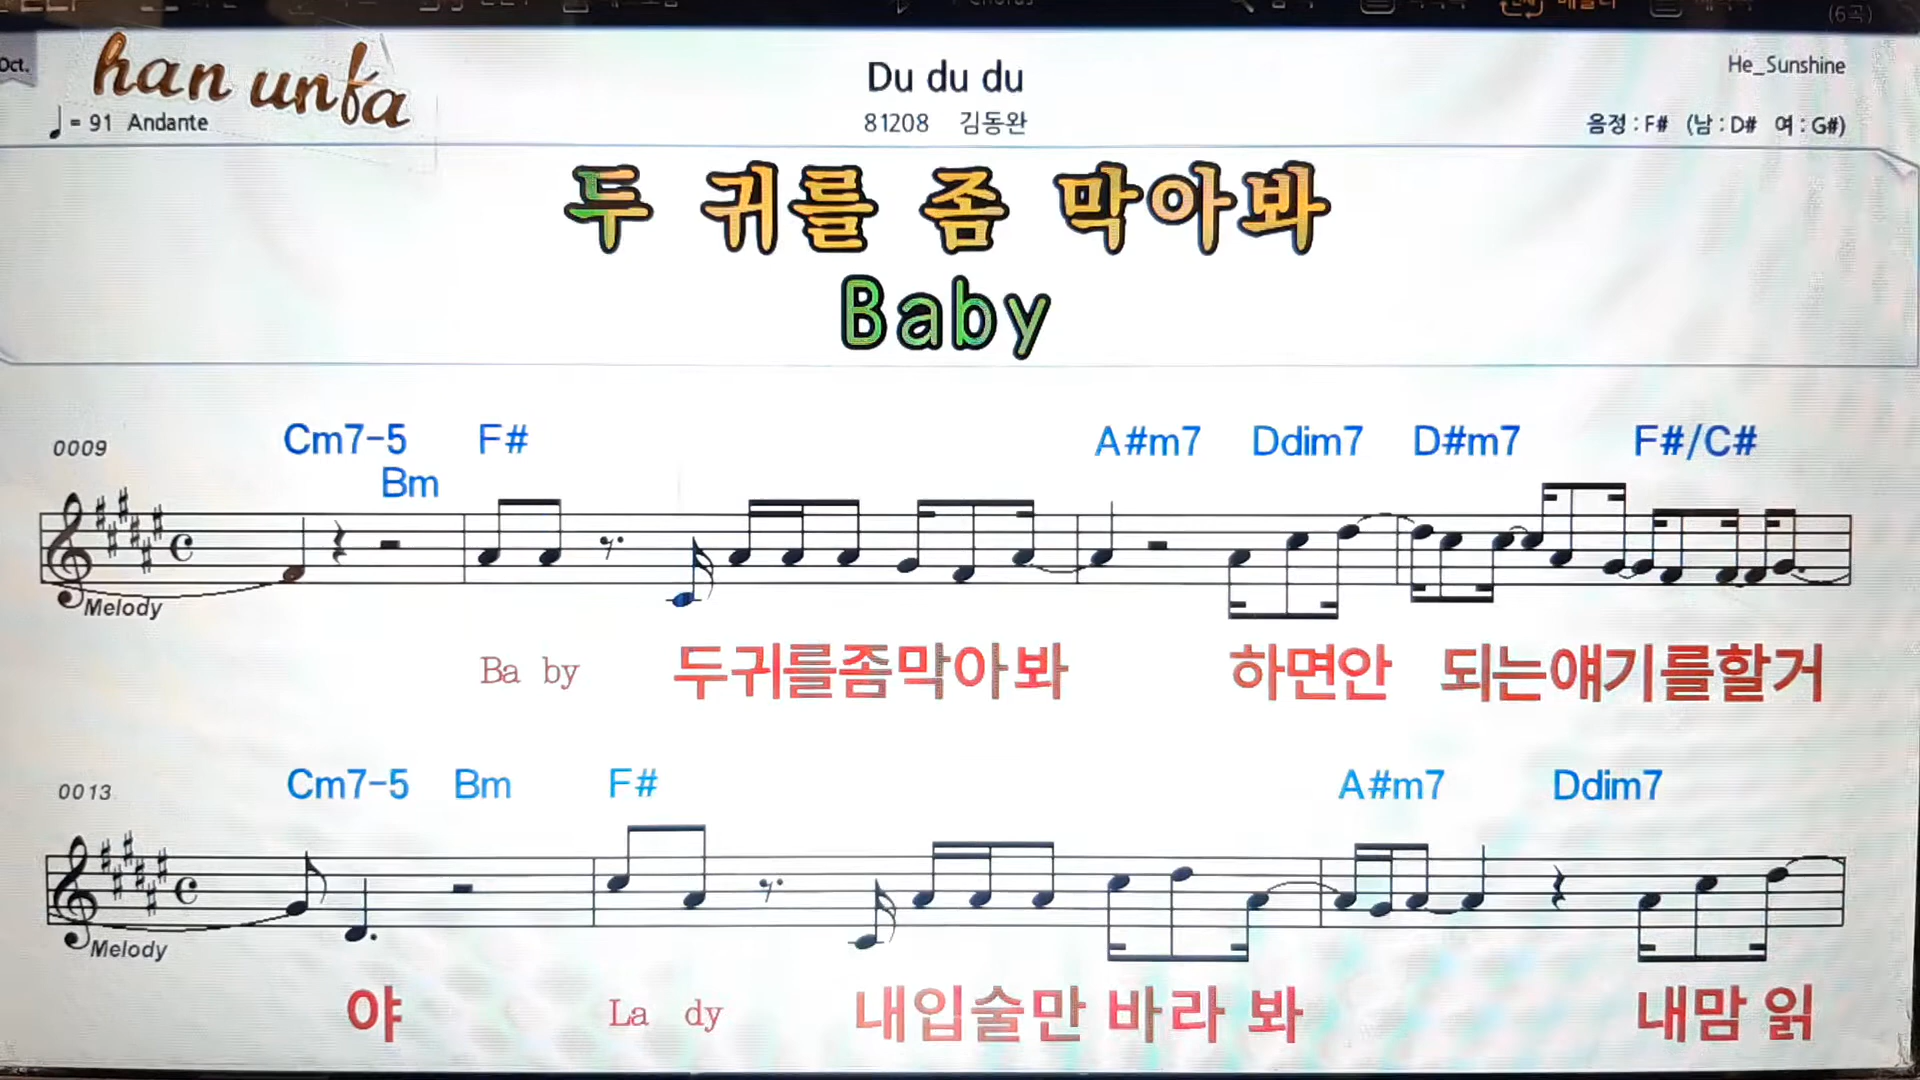 (6곡)
Oct.
han unfa
Du du du
He_Sunshine
♩= 91 Andante
81208 김동완
음정 : F# (남 : D# 여 : G#)
두 귀를 좀 막아봐
Baby
0009
Cm7-5 F# A#m7 Ddim7 D#m7 F#/C#
Bm
Melody
Ba by 두귀를좀막아봐 하면안 되는얘기를할거
0013
Cm7-5 Bm F# A#m7 Ddim7
Melody
야 La dy 내입술만 바라 봐 내맘 읽